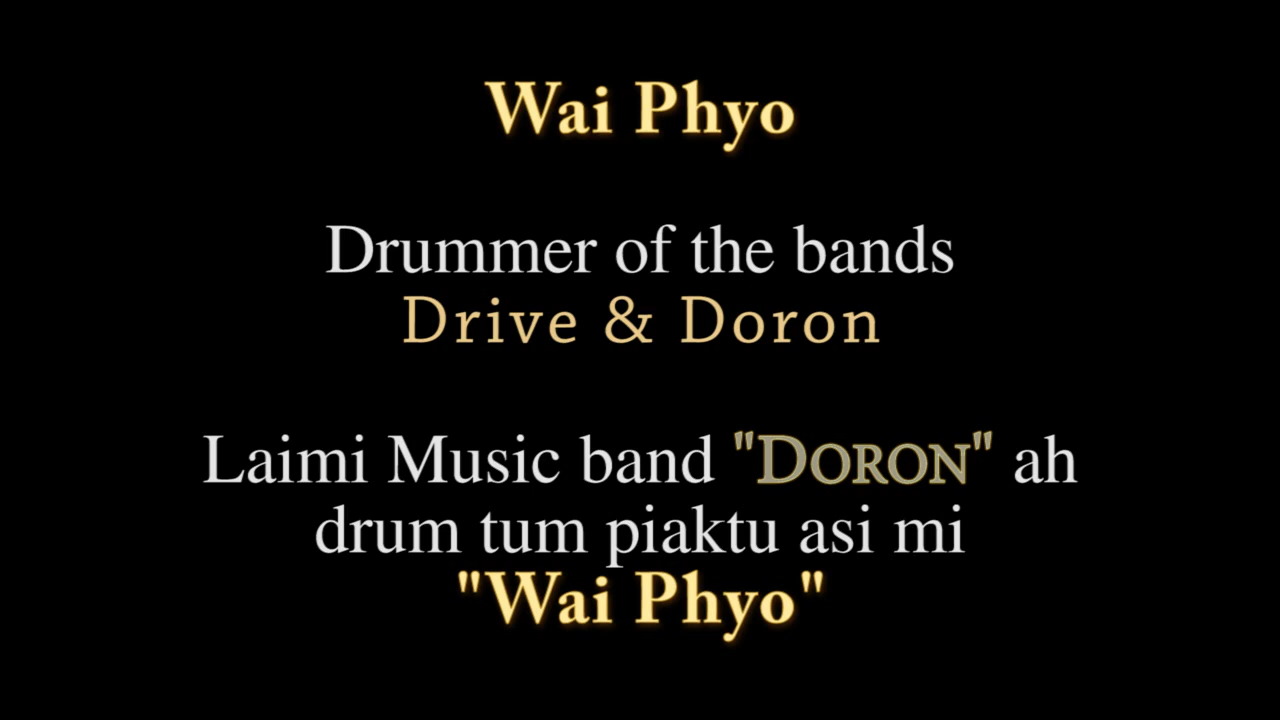 Wai Phyo
Drummer of the bands
Drive & Doron
Laimi Music band "DORON" ah
drum tum piaktu asi mi
"Wai Phyo"